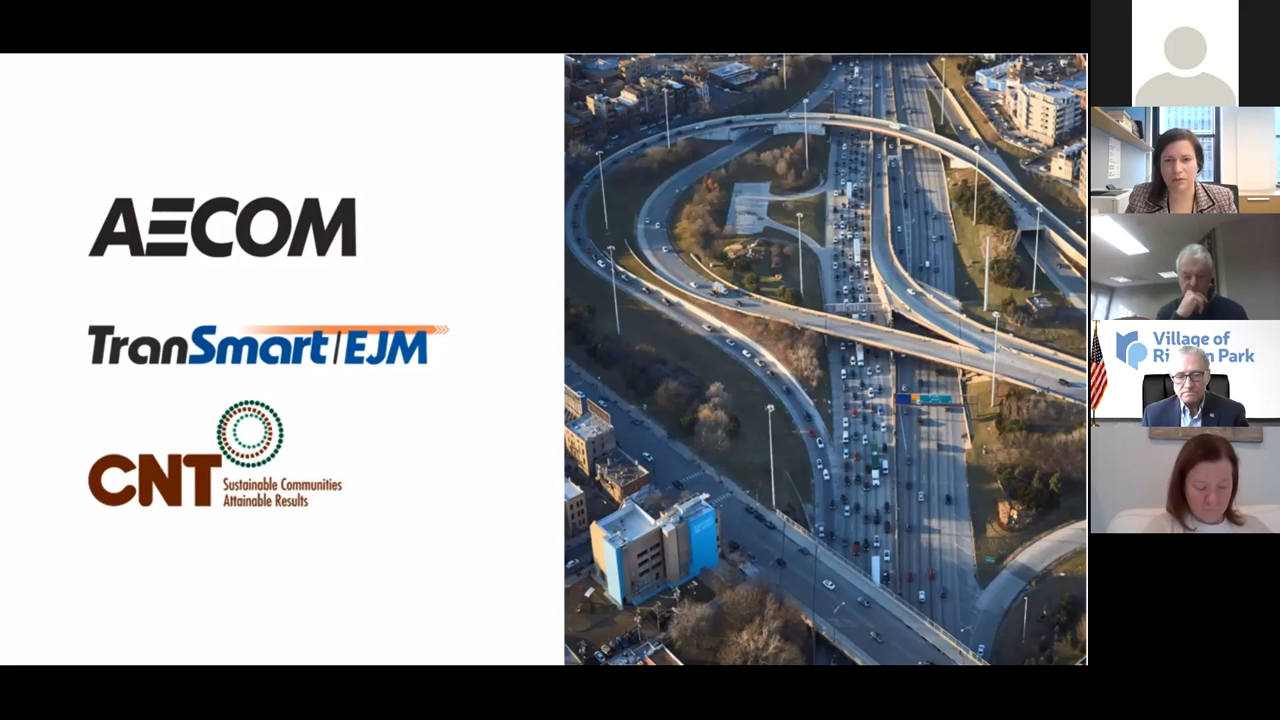 AECOM
TranSmart|EJM
CNT
Sustainable Communities
Attainable Results
Village of
Park